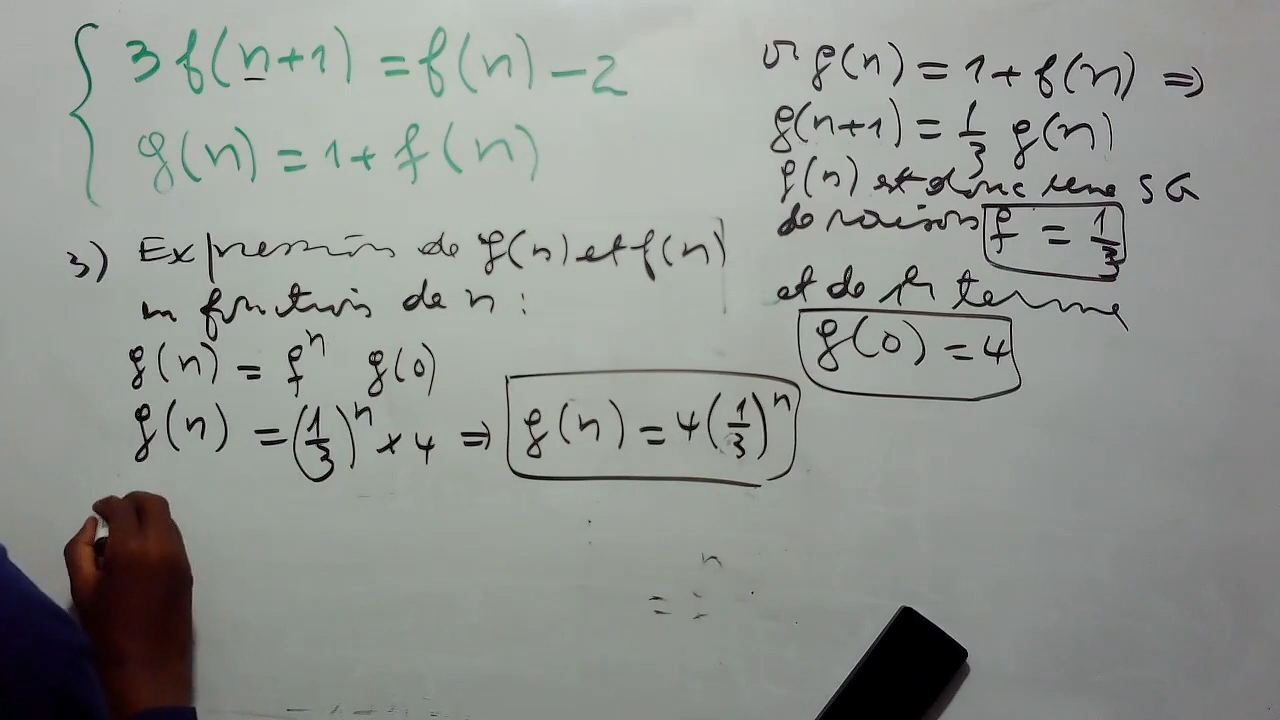 3f(n+1) = f(n) - 2
g(n) = 1 + f(n)
3) Expression de g(n) et f(n)
en fonction de n :
g(n) = q^n g(0)
g(n) = (1/3)^n × 4 ⇒ g(n) = 4(1/3)^n
si g(n) = 1 + f(n) ⇒
g(n+1) = 1/3 g(n)
g(n) est donc une SG
de raison q = 1/3
et de 1er terme
g(0) = 4
= n